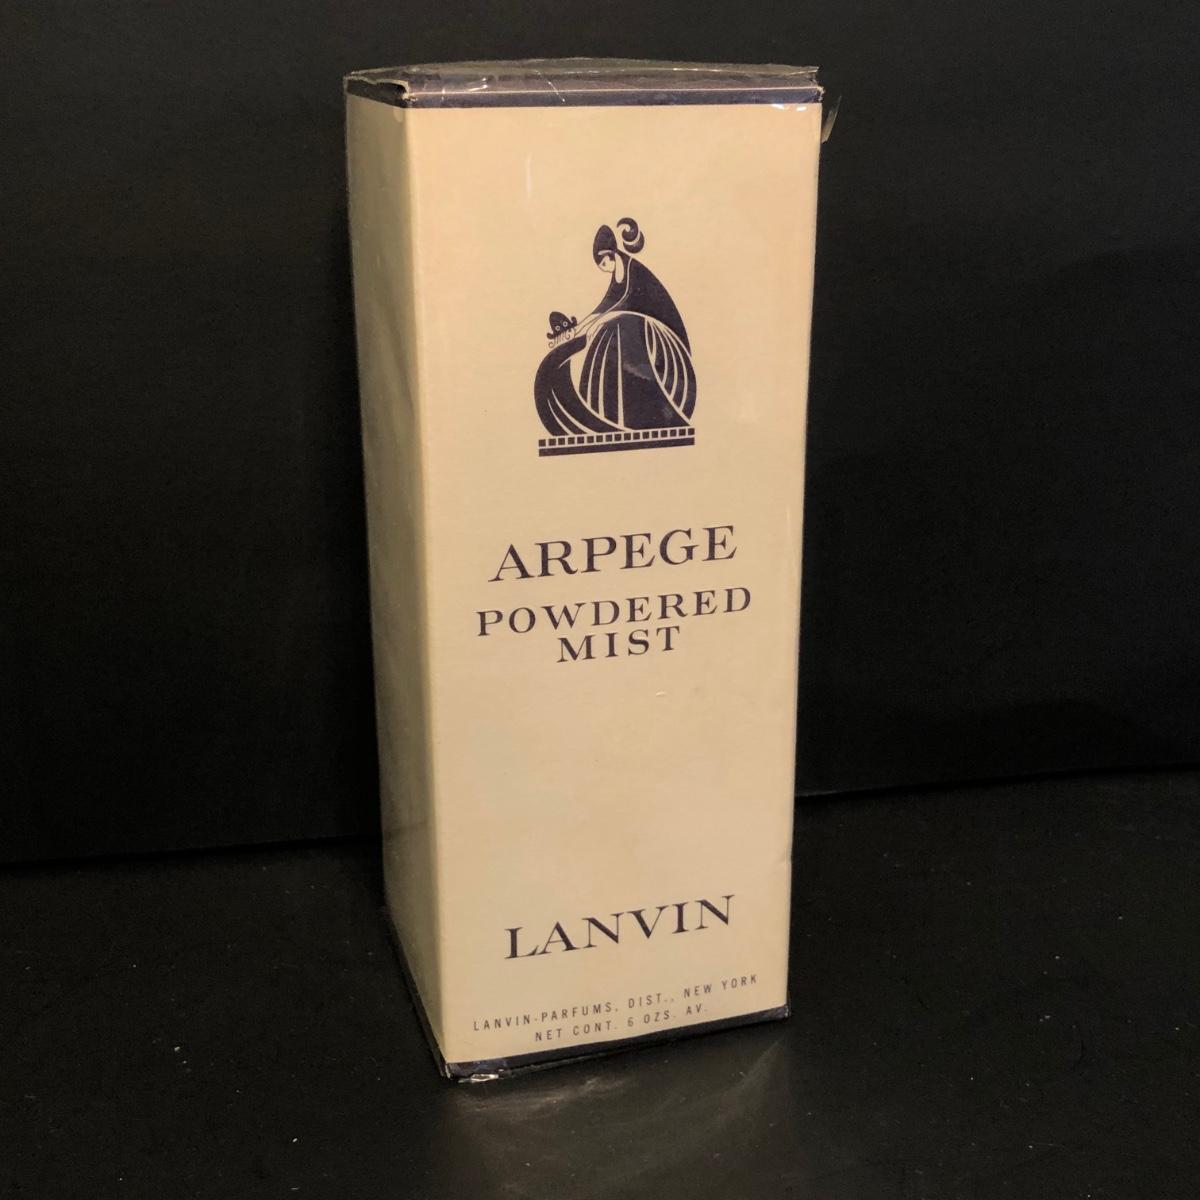 ARPEGE
POWDERED
MIST
LANVIN
LANVIN-PARFUMS, DIST., NEW YORK
NET CONT. 6 OZS. AV.